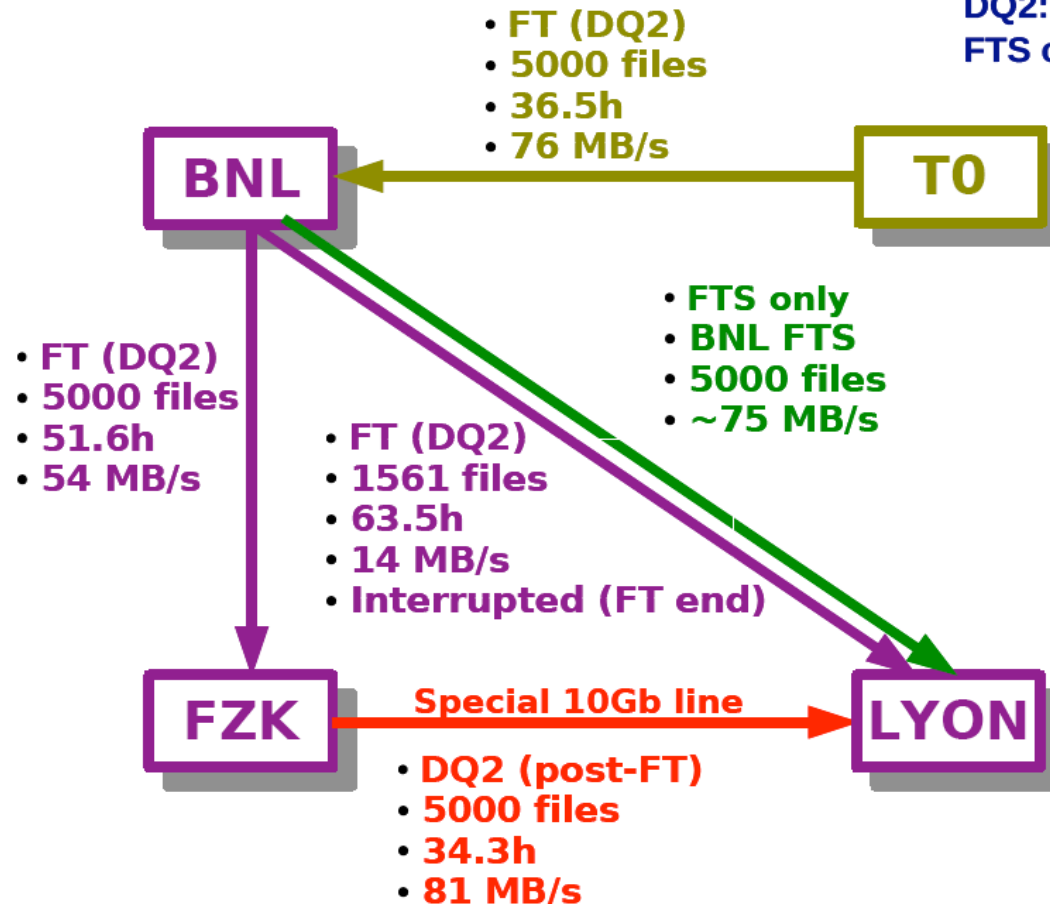 • FT (DQ2)
• 5000 files
• 36.5h
• 76 MB/s
DQ2:
FTS
BNL
T0
• FTS only
• BNL FTS
• 5000 files
• ~75 MB/s
• FT (DQ2)
• 5000 files
• 51.6h
• 54 MB/s
• FT (DQ2)
• 1561 files
• 63.5h
• 14 MB/s
• Interrupted (FT end)
FZK
Special 10Gb line
LYON
• DQ2 (post-FT)
• 5000 files
• 34.3h
• 81 MB/s